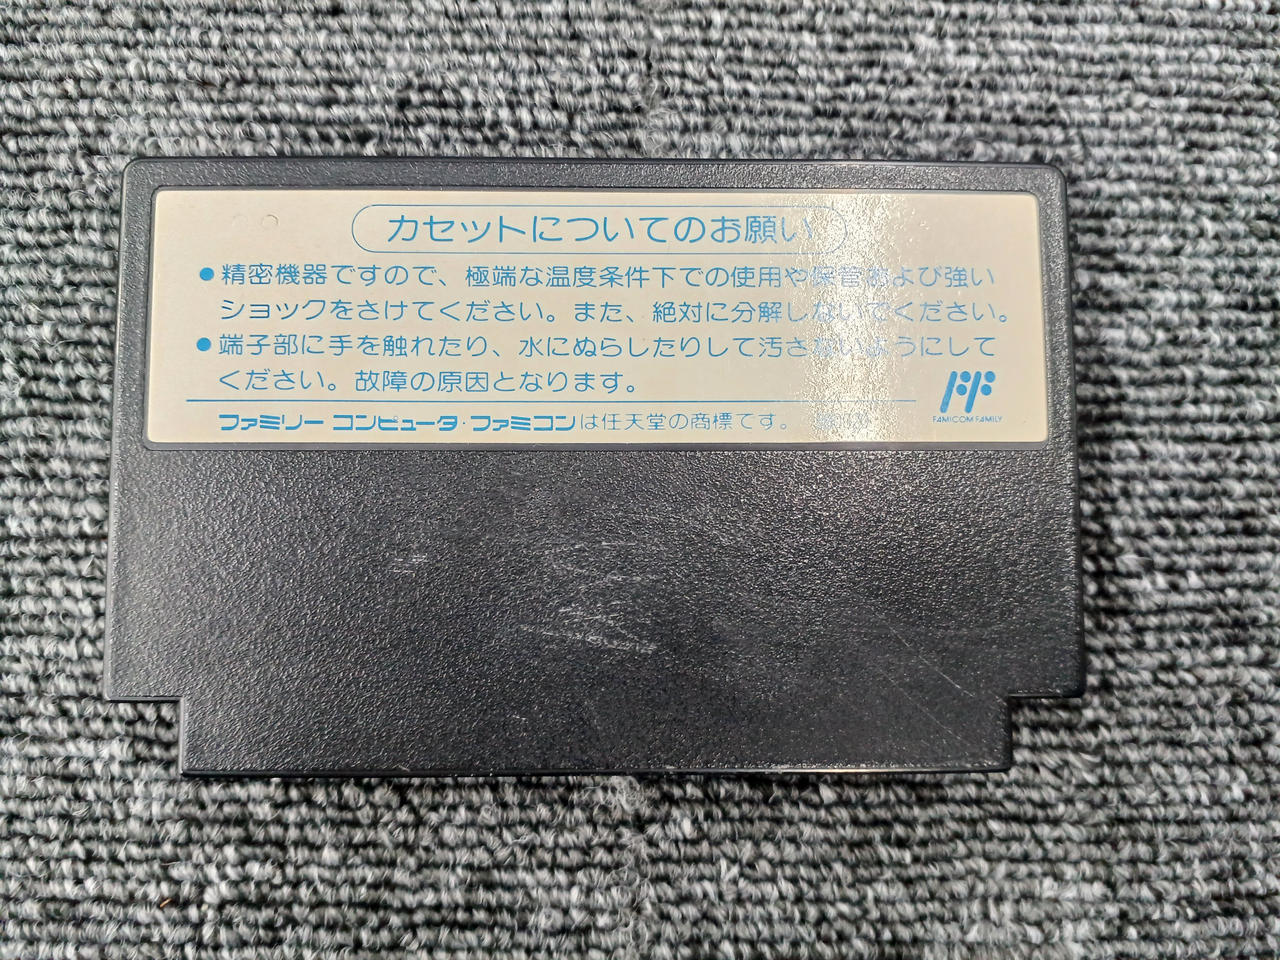 カセットについてのお願い
●精密機器ですので、極端な温度条件下での使用や保管および強い
ショックをさけてください。また、絶対に分解しないでください。
●端子部に手を触れたり、水にぬらしたりして汚さないようにして
ください。故障の原因となります。
ファミリー コンピュータ・ファミコンは任天堂の商標です。
FAMICOM FAMILY